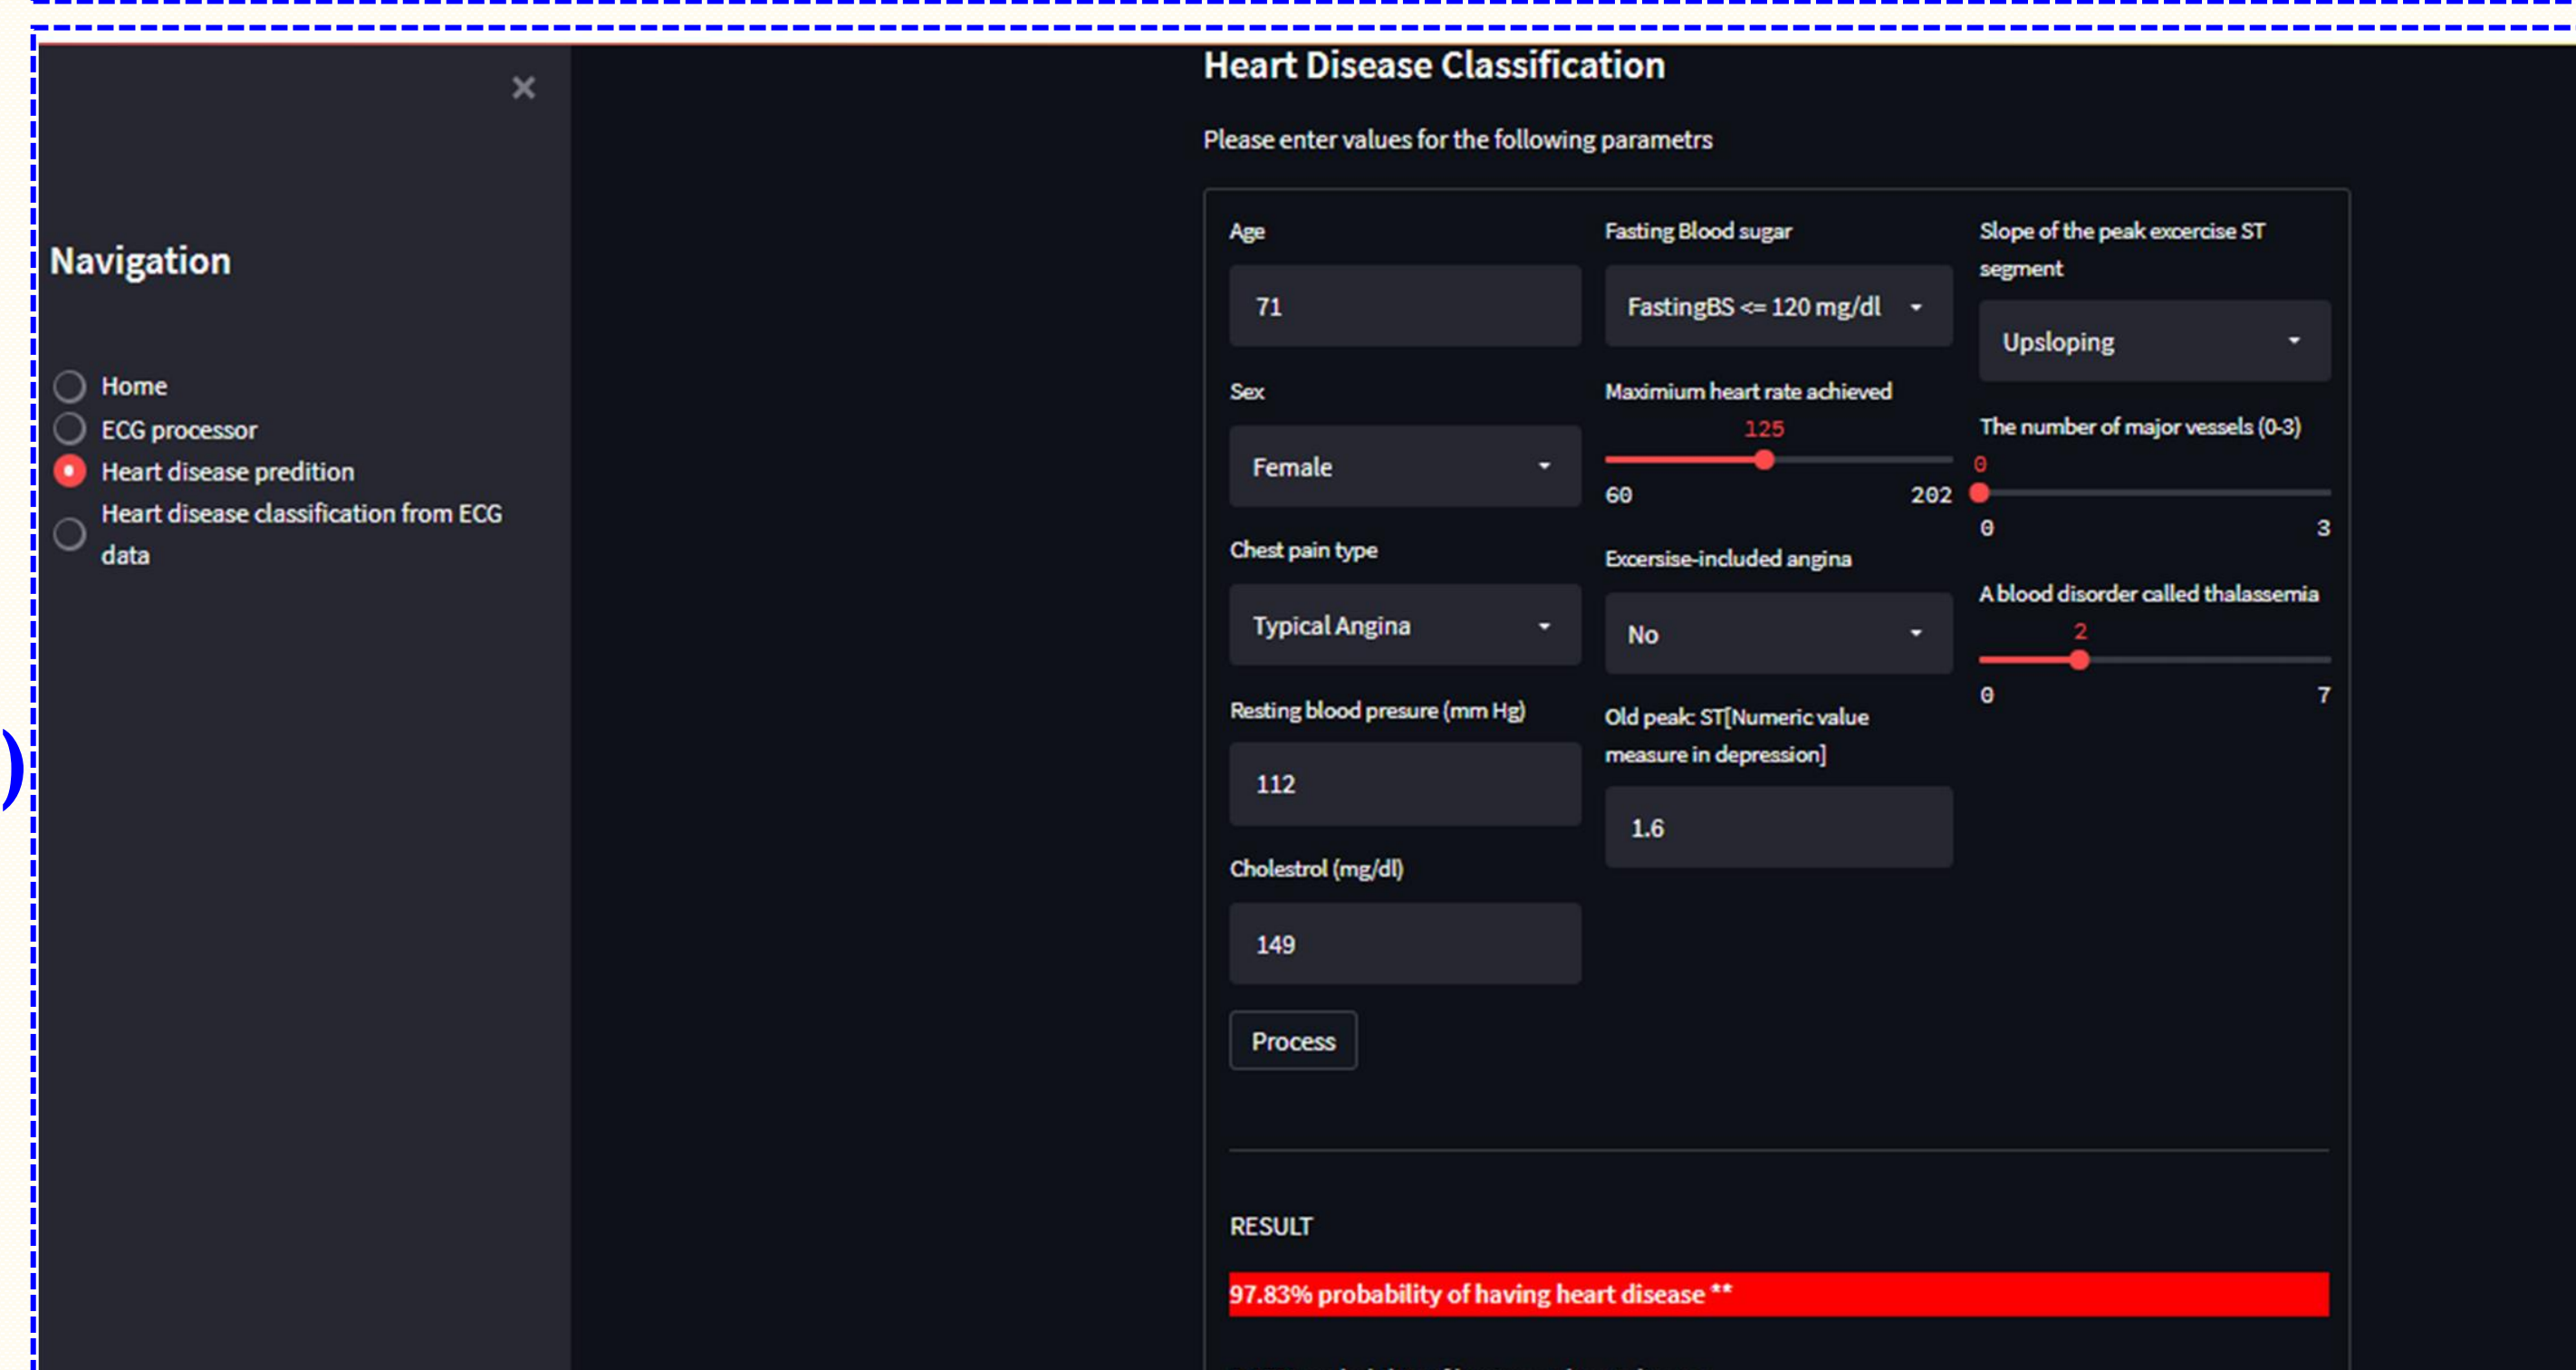 )
×
Navigation
Home
ECG processor
Heart disease predition
Heart disease classification from ECG
data
Heart Disease Classification
Please enter values for the following parametrs
Age
71
Sex
Female
Chest pain type
Typical Angina
Resting blood presure (mm Hg)
112
Cholestrol (mg/dl)
149
Process
Fasting Blood sugar
FastingBS <= 120 mg/dl
Maximium heart rate achieved
125
60 202
Excersise-included angina
No
Old peak: ST[Numeric value
measure in depression]
1.6
Slope of the peak excercise ST
segment
Upsloping
The number of major vessels (0-3)
0
0 3
A blood disorder called thalassemia
2
0 7
RESULT
97.83% probability of having heart disease **